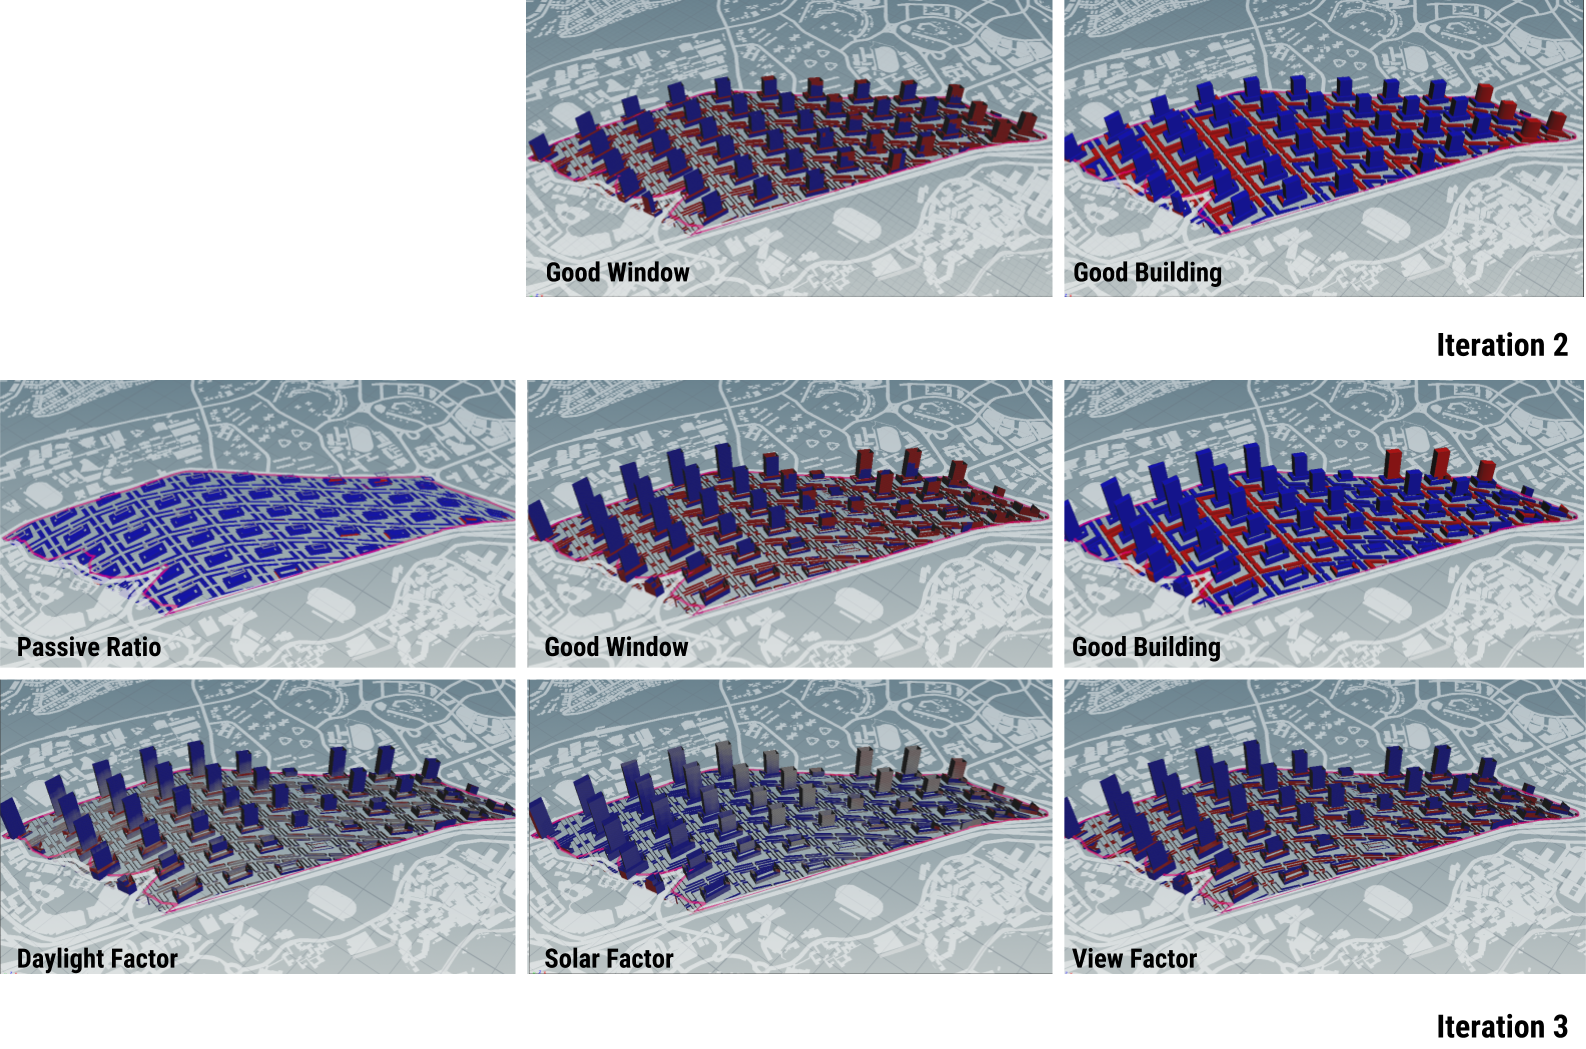 Good Window
Good Building
Iteration 2
Passive Ratio
Good Window
Good Building
Daylight Factor
Solar Factor
View Factor
Iteration 3